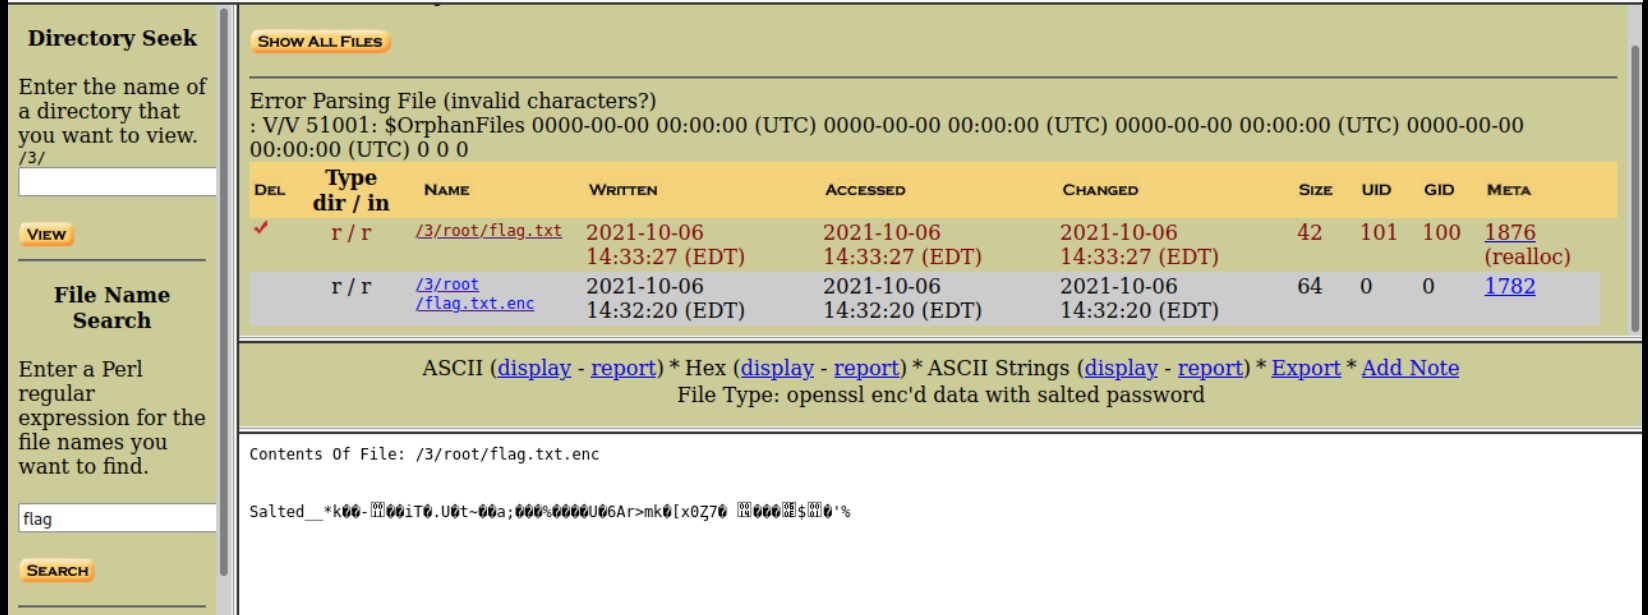 Directory Seek
Enter the name of
a directory that
you want to view.
/3/
VIEW
File Name
Search
Enter a Perl
regular
expression for the
file names you
want to find.
flag
SEARCH
SHOW ALL FILES
Error Parsing File (invalid characters?)
: V/V 51001: $OrphanFiles 0000-00-00 00:00:00 (UTC) 0000-00-00 00:00:00 (UTC) 0000-00-00 00:00:00 (UTC) 0000-00-00
00:00:00 (UTC) 0 0 0
DEL Type dir / in NAME WRITTEN ACCESSED CHANGED SIZE UID GID META
r / r /3/root/flag.txt 2021-10-06 14:33:27 (EDT) 2021-10-06 14:33:27 (EDT) 2021-10-06 14:33:27 (EDT) 42 101 100 1876 (realloc)
r / r /3/root/flag.txt.enc 2021-10-06 14:32:20 (EDT) 2021-10-06 14:32:20 (EDT) 2021-10-06 14:32:20 (EDT) 64 0 0 1782
ASCII (display - report) * Hex (display - report) * ASCII Strings (display - report) * Export * Add Note
File Type: openssl enc'd data with salted password
Contents Of File: /3/root/flag.txt.enc
Salted__*k��-��iT�.U�t~��a;���%����U�6Ar>mk�[x0Z7� ���$�'%